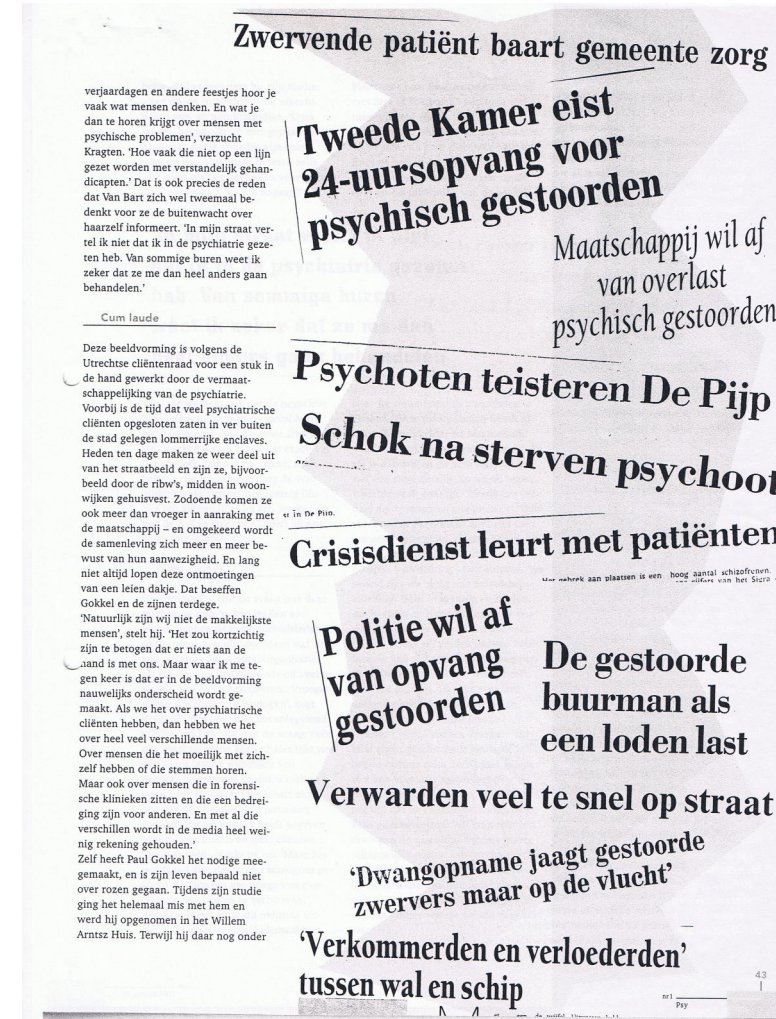 Zwervende patiënt baart gemeente zorg
verjaardagen en andere feestjes hoor je
vaak wat mensen denken. En wat je
dan te horen krijgt over mensen met
psychische problemen', verzucht
Kragten. 'Hoe vaak die niet op een lijn
gezet worden met verstandelijk gehan-
dicapten.' Dat is ook precies de reden
dat Van Bart zich wel tweemaal be-
denkt voor ze de buitenwacht over
haarzelf informeert. 'In mijn straat ver-
tel ik niet dat ik in de psychiatrie geze-
ten heb. Van sommige buren weet ik
zeker dat ze me dan heel anders gaan
behandelen.'
Cum laude
Deze beeldvorming is volgens de
Utrechtse cliëntenraad voor een stuk in
de hand gewerkt door de vermaat-
schappelijking van de psychiatrie.
Voorbij is de tijd dat veel psychiatrische
cliënten opgesloten zaten in ver buiten
de stad gelegen lommerrijke enclaves.
Heden ten dage maken ze weer deel uit
van het straatbeeld en zijn ze, bijvoor-
beeld door de ribw's, midden in woon-
wijken gehuisvest. Zodoende komen ze
ook meer dan vroeger in aanraking met
de maatschappij – en omgekeerd wordt
de samenleving zich meer en meer be-
wust van hun aanwezigheid. En lang
niet altijd lopen deze ontmoetingen
van een leien dakje. Dat beseffen
Gokkel en de zijnen terdege.
'Natuurlijk zijn wij niet de makkelijkste
mensen', stelt hij. 'Het zou kortzichtig
zijn te betogen dat er niets aan de
hand is met ons. Maar waar ik me te-
gen keer is dat er in de beeldvorming
nauwelijks onderscheid wordt ge-
maakt. Als we het over psychiatrische
cliënten hebben, dan hebben we het
over heel veel verschillende mensen.
Over mensen die het moeilijk met zich-
zelf hebben of die stemmen horen.
Maar ook over mensen die in forensi-
sche klinieken zitten en die een bedrei-
ging zijn voor anderen. En met al die
verschillen wordt in de media heel wei-
nig rekening gehouden.'
Zelf heeft Paul Gokkel het nodige mee-
gemaakt, en is zijn leven bepaald niet
over rozen gegaan. Tijdens zijn studie
ging het helemaal mis met hem en
werd hij opgenomen in het Willem
Arntsz Huis. Terwijl hij daar nog onder
Tweede Kamer eist
24-uursopvang voor
psychisch gestoorden
Maatschappij wil af
van overlast
psychisch gestoorden
Psychoten teisteren De Pijp
Schok na sterven psychoot
in De Pijp.
Crisisdienst leurt met patiënten
gebrek aan plaatsen is een hoog aantal schizofrenen.
van het Sigra
Politie wil af
van opvang
gestoorden
De gestoorde
buurman als
een loden last
Verwarden veel te snel op straat
'Dwangopname jaagt gestoorde
zwervers maar op de vlucht'
'Verkommerden en verloederden'
tussen wal en schip
43
nr1
Psy